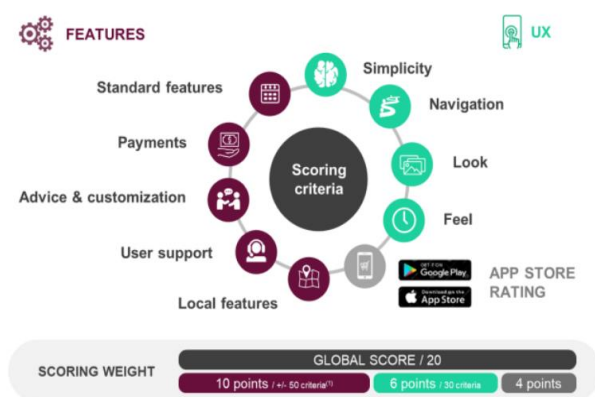 FEATURES
UX
Simplicity
Standard features
Navigation
Payments
Scoring
criteria
Look
Advice & customization
Feel
User support
GET IT ON
Google Play
Download on the
App Store
APP STORE
RATING
Local features
SCORING WEIGHT
GLOBAL SCORE / 20
10 points / +/- 50 criteria(1)
6 points / 30 criteria
4 points